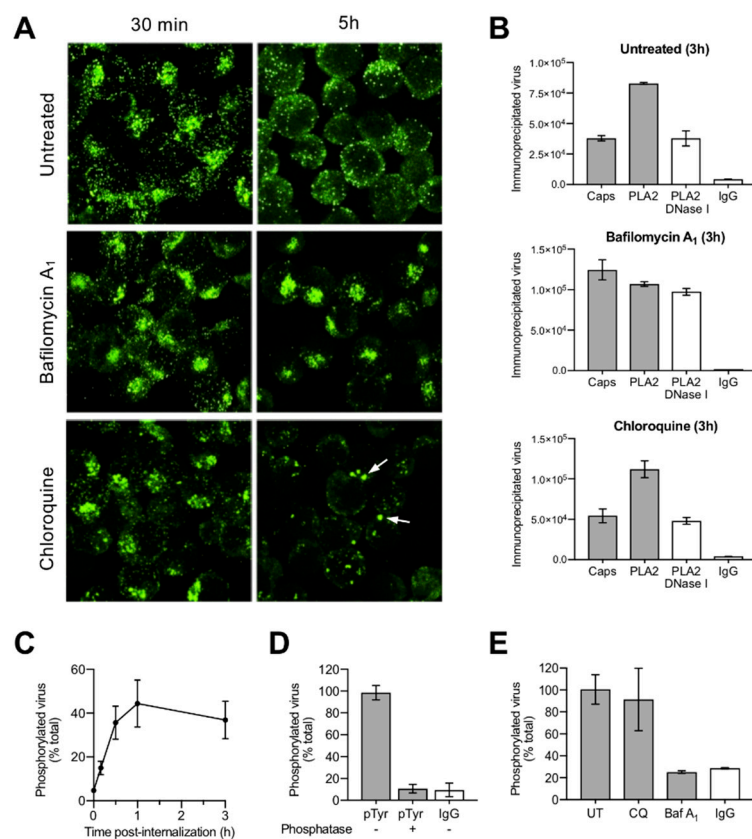 A
30 min
5h
Untreated
Bafilomycin A₁
Chloroquine
B
Untreated (3h)
Immunoprecipitated virus
1.0×10⁵
7.5×10⁴
5.0×10⁴
2.5×10⁴
0.0
Caps
PLA2
PLA2
DNase I
IgG
Bafilomycin A₁ (3h)
Immunoprecipitated virus
1.5×10⁵
1.0×10⁵
5.0×10⁴
0.0
Caps
PLA2
PLA2
DNase I
IgG
Chloroquine (3h)
Immunoprecipitated virus
1.5×10⁵
1.0×10⁵
5.0×10⁴
0.0
Caps
PLA2
PLA2
DNase I
IgG
C
Phosphorylated virus
(% total)
60
40
20
0
0 1 2 3
Time post-internalization (h)
D
Phosphorylated virus
(% total)
120
100
80
60
40
20
0
pTyr pTyr IgG
Phosphatase - + -
E
Phosphorylated virus
(% total)
120
100
80
60
40
20
0
UT CQ Baf A₁ IgG